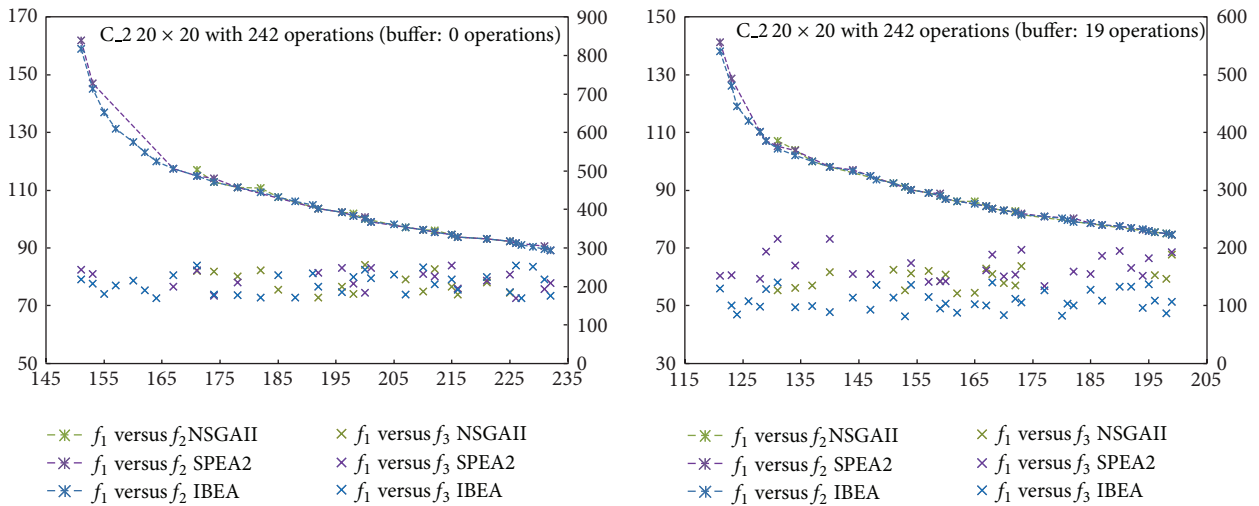 C_2 20 × 20 with 242 operations (buffer: 0 operations)
170
150
130
110
90
70
50
900
800
700
600
500
400
300
200
100
0
145 155 165 175 185 195 205 215 225 235
f1 versus f2 NSGAII
f1 versus f2 SPEA2
f1 versus f2 IBEA
f1 versus f3 NSGAII
f1 versus f3 SPEA2
f1 versus f3 IBEA
C_2 20 × 20 with 242 operations (buffer: 19 operations)
150
130
110
90
70
50
30
600
500
400
300
200
100
0
115 125 135 145 155 165 175 185 195 205
f1 versus f2 NSGAII
f1 versus f2 SPEA2
f1 versus f2 IBEA
f1 versus f3 NSGAII
f1 versus f3 SPEA2
f1 versus f3 IBEA